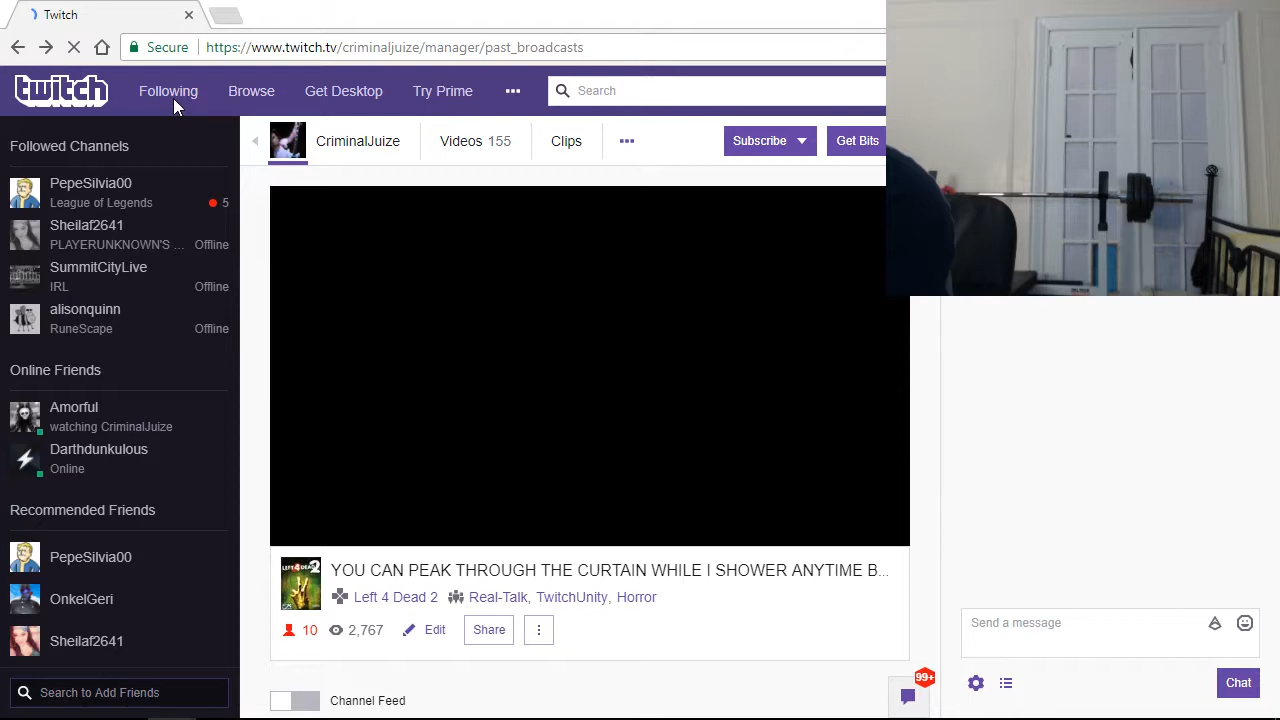 Twitch
Secure https://www.twitch.tv/criminaljuize/manager/past_broadcasts
twitch Following Browse Get Desktop Try Prime Search
Followed Channels
PepeSilvia00
League of Legends 5
Sheilaf2641
PLAYERUNKNOWN'S ... Offline
SummitCityLive
IRL Offline
alisonquinn
RuneScape Offline
Online Friends
Amorful
watching CriminalJuize
Darthdunkulous
Online
Recommended Friends
PepeSilvia00
OnkelGeri
Sheilaf2641
Search to Add Friends
CriminalJuize Videos 155 Clips Subscribe Get Bits
LEFT 4 DEAD 2
YOU CAN PEAK THROUGH THE CURTAIN WHILE I SHOWER ANYTIME B...
Left 4 Dead 2 Real-Talk, TwitchUnity, Horror
10 2,767 Edit Share
Channel Feed
99+
Send a message
Chat